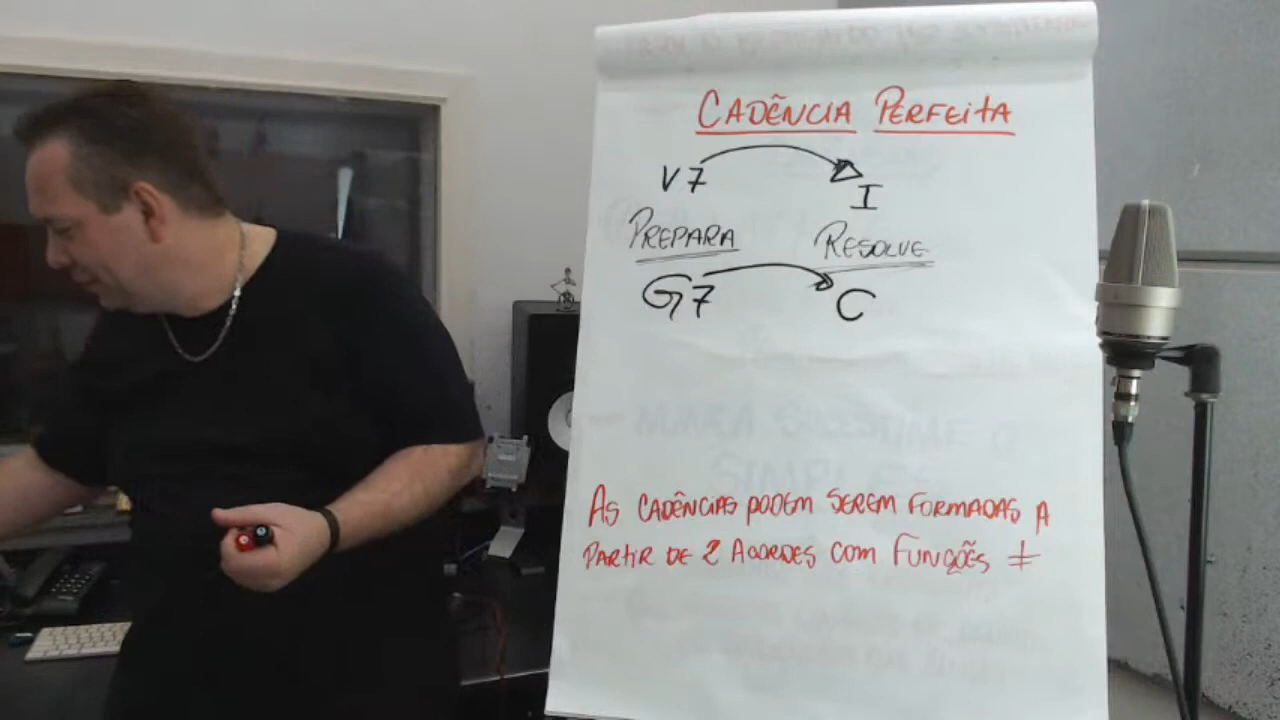 CADÊNCIA PERFEITA
V7 I
PREPARA RESOLVE
G7 C
AS CADÊNCIAS PODEM SEREM FORMADAS A
PARTIR DE 2 ACORDES COM FUNÇÕES ≠